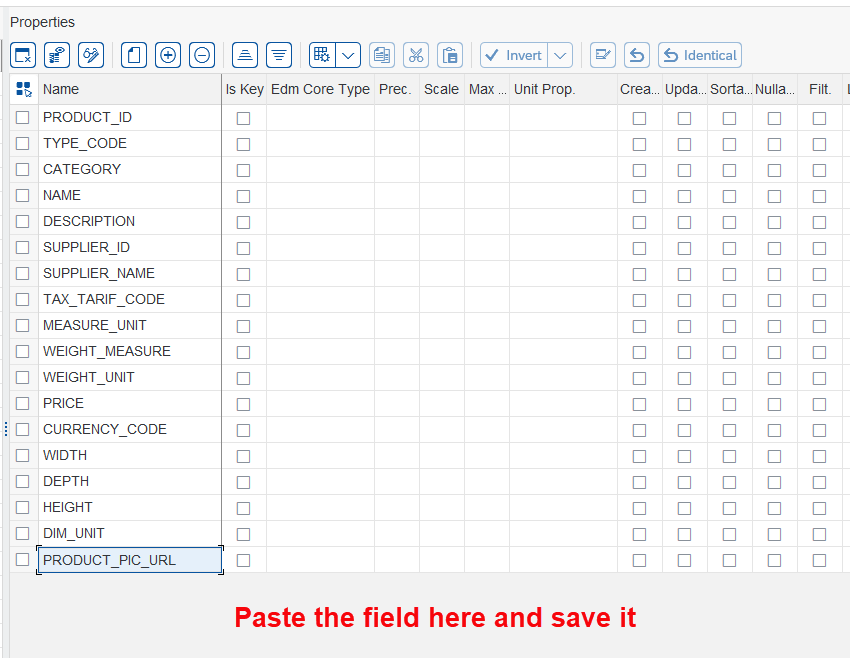 Properties
Invert Identical
Name Is Key Edm Core Type Prec. Scale Max ... Unit Prop. Crea... Upda... Sorta... Nulla... Filt.
PRODUCT_ID
TYPE_CODE
CATEGORY
NAME
DESCRIPTION
SUPPLIER_ID
SUPPLIER_NAME
TAX_TARIF_CODE
MEASURE_UNIT
WEIGHT_MEASURE
WEIGHT_UNIT
PRICE
CURRENCY_CODE
WIDTH
DEPTH
HEIGHT
DIM_UNIT
PRODUCT_PIC_URL
Paste the field here and save it